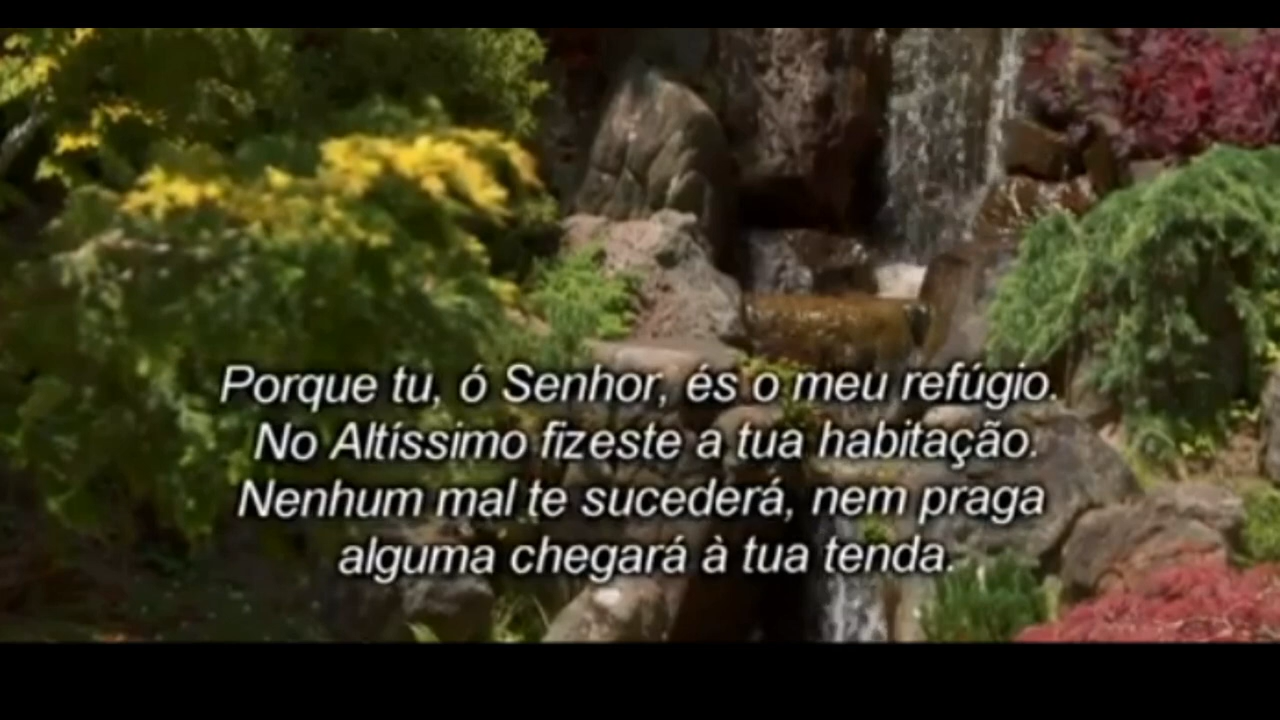 Porque tu, ó Senhor, és o meu refúgio.
No Altíssimo fizeste a tua habitação.
Nenhum mal te sucederá, nem praga
alguma chegará à tua tenda.